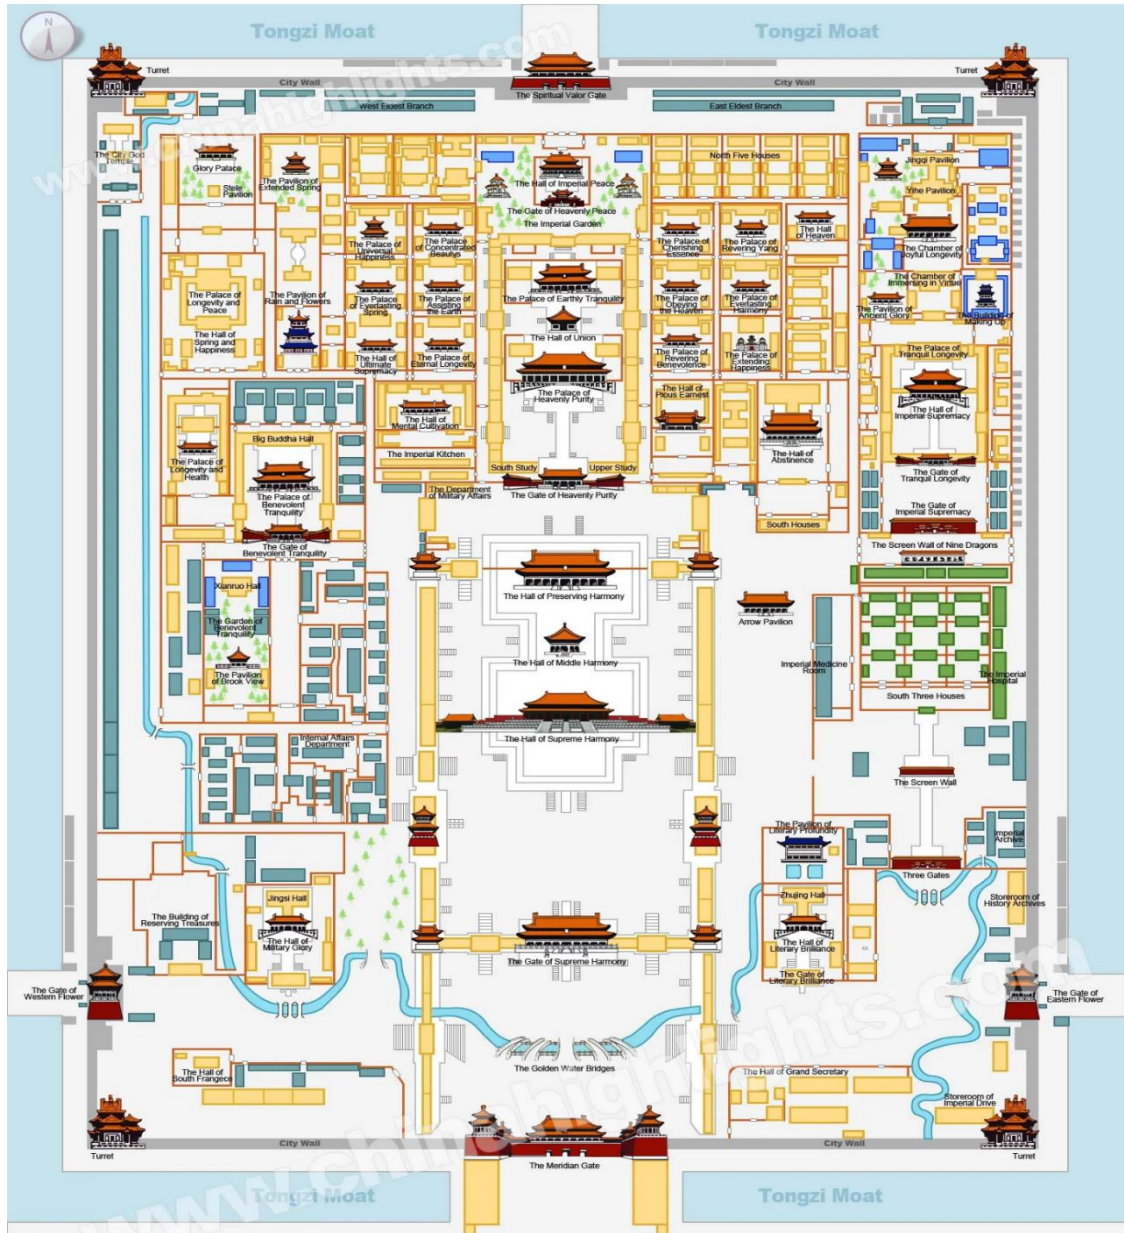 N
Tongzi Moat
Tongzi Moat
www.chinahighlights.com
Turret
City Wall
The Spiritual Valor Gate
City Wall
Turret
West Eldest Branch
East Eldest Branch
The City God
Temple
Glory Palace
Stele
Pavilion
The Pavilion of
Extended Spring
The Hall of Imperial Peace
The Gate of Heavenly Peace
The Imperial Garden
North Five Houses
Jingqi Pavilion
Yihe Pavilion
The Palace of
Universal
Happiness
The Palace
of Concentrated
Beautys
The Palace of
Cherishing
Essence
The Palace of
Revering Yang
The Hall
of Heaven
The Chamber of
Joyful Longevity
The Palace of
Longevity and
Peace
The Hall of
Spring and
Happiness
The Pavilion of
Rain and Flowers
The Palace
of Everlasting
Spring
The Palace of
Assisting
the Earth
The Palace of Earthly Tranquility
The Palace
of Obeying
the Heaven
The Palace of
Everlasting
Harmony
The Chamber of
Immersing in Virtue
The Pavilion of
Ancient Glory
The Building of
Making Up
The Hall of Union
The Hall of
Ultimate
Supremacy
The Palace of
Eternal Longevity
The Palace of
Heavenly Purity
The Palace of
Revering
Benevolence
The Palace of
Extending
Happiness
The Palace of
Tranquil Longevity
The Hall of
Mental Cultivation
The Hall of
Pious Earnest
The Hall of
Imperial Supremacy
Big Buddha Hall
The Imperial Kitchen
The Hall of
Abstinence
The Palace of
Longevity and
Health
South Study
Upper Study
The Palace of
Benevolent
Tranquility
The Department
of Military Affairs
The Gate of Heavenly Purity
The Gate of
Tranquil Longevity
The Gate of
Imperial Supremacy
South Houses
The Gate of
Benevolent Tranquility
The Screen Wall of Nine Dragons
Xianruo Hall
The Hall of Preserving Harmony
The Garden of
Benevolent
Tranquility
Arrow Pavilion
The Hall of Middle Harmony
Imperial Medicine
Room
The Pavilion
of Brook View
The Imperial
Hospital
South Three Houses
Internal Affairs
Department
The Hall of Supreme Harmony
The Screen Wall
The Pavilion of
Literary Profundity
Imperial
Archive
Three Gates
Jingsi Hall
Zhujing Hall
Storeroom of
History Archives
The Building of
Reserving Treasures
The Hall of
Military Glory
The Gate of Supreme Harmony
The Hall of
Literary Brilliance
The Gate of
Literary Brilliance
The Gate of
Western Flower
The Gate of
Eastern Flower
The Golden Water Bridges
The Hall of
South Frangece
The Hall of Grand Secretary
Storeroom of
Imperial Drive
www.chinahighlights.com
Turret
City Wall
The Meridian Gate
City Wall
Turret
Tongzi Moat
Tongzi Moat